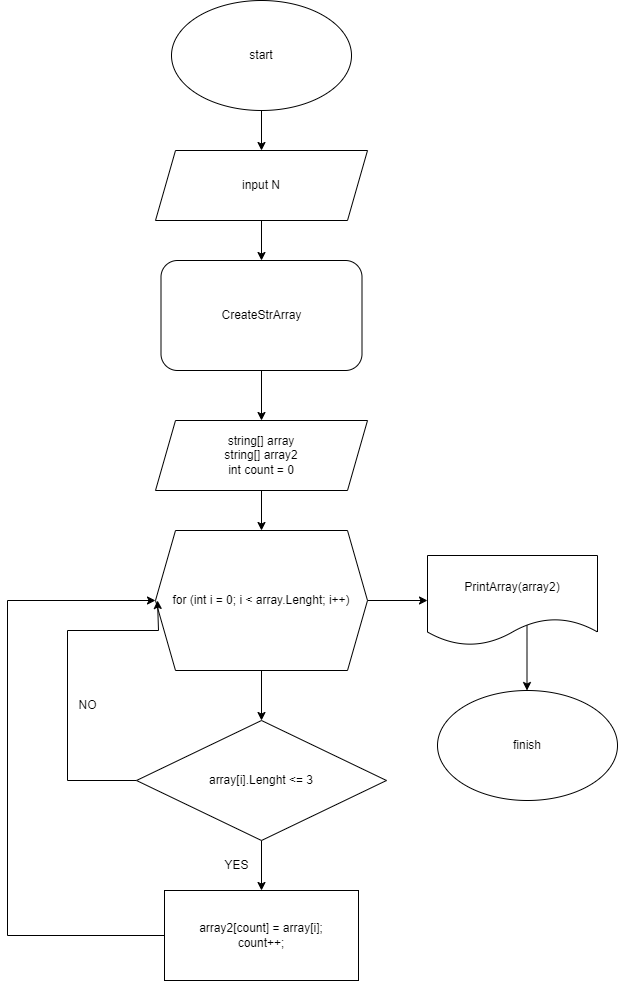 start
input N
CreateStrArray
string[] array
string[] array2
int count = 0
for (int i = 0; i < array.Lenght; i++)
PrintArray(array2)
NO
finish
array[i].Lenght <= 3
YES
array2[count] = array[i];
count++;